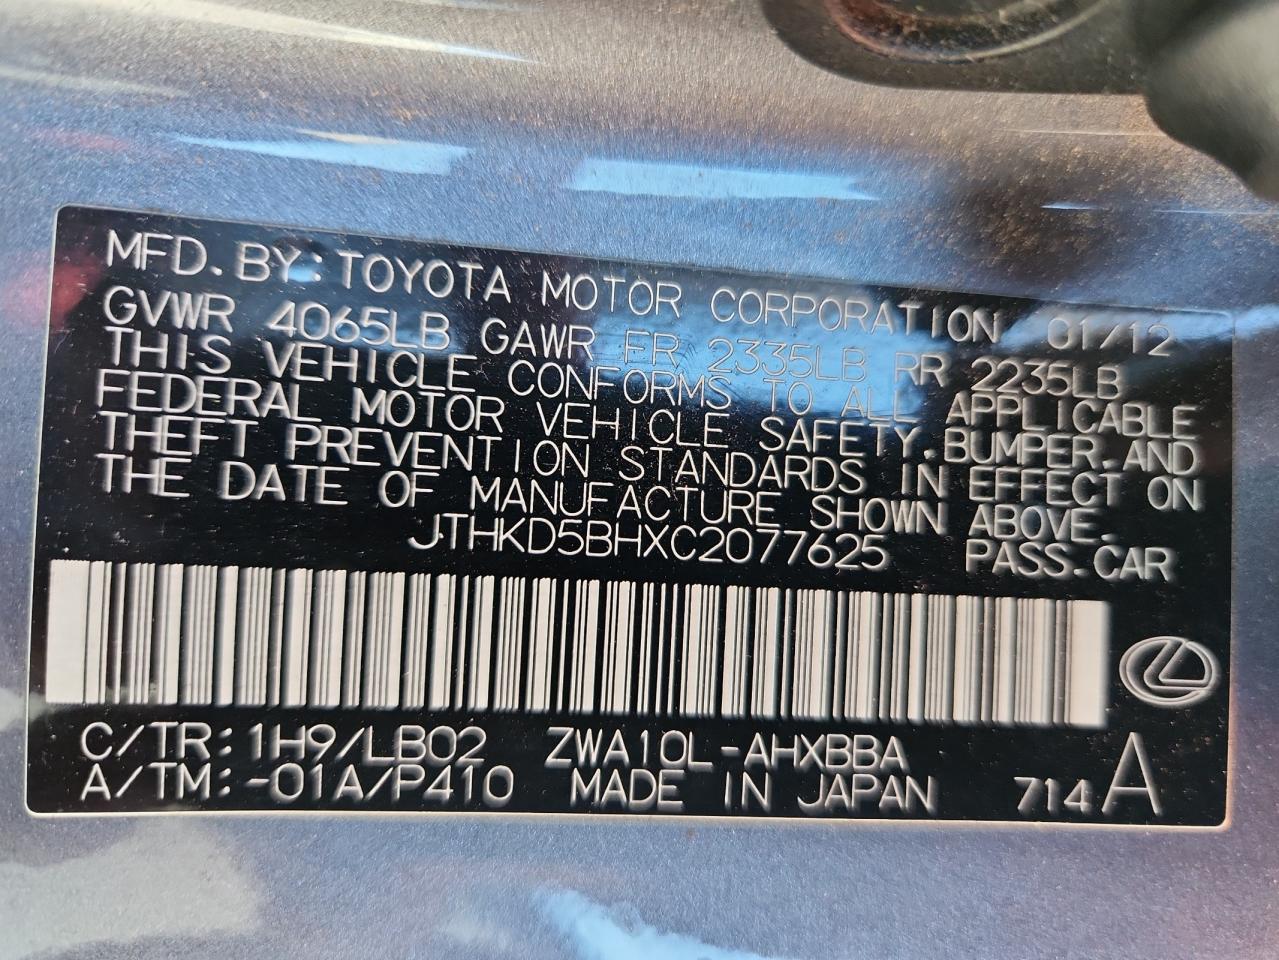 MFD. BY: TOYOTA MOTOR CORPORATION 01/12
GVWR 4065LB GAWR FR 2335LB RR 2235LB
THIS VEHICLE CONFORMS TO ALL APPLICABLE
FEDERAL MOTOR VEHICLE SAFETY, BUMPER, AND
THEFT PREVENTION STANDARDS IN EFFECT ON
THE DATE OF MANUFACTURE SHOWN ABOVE.
JTHKD5BHXC2077625 PASS. CAR
C/TR: 1H9/LB02 ZWA10L-AHXBBA
A/TM: -01A/P410 MADE IN JAPAN 714 A